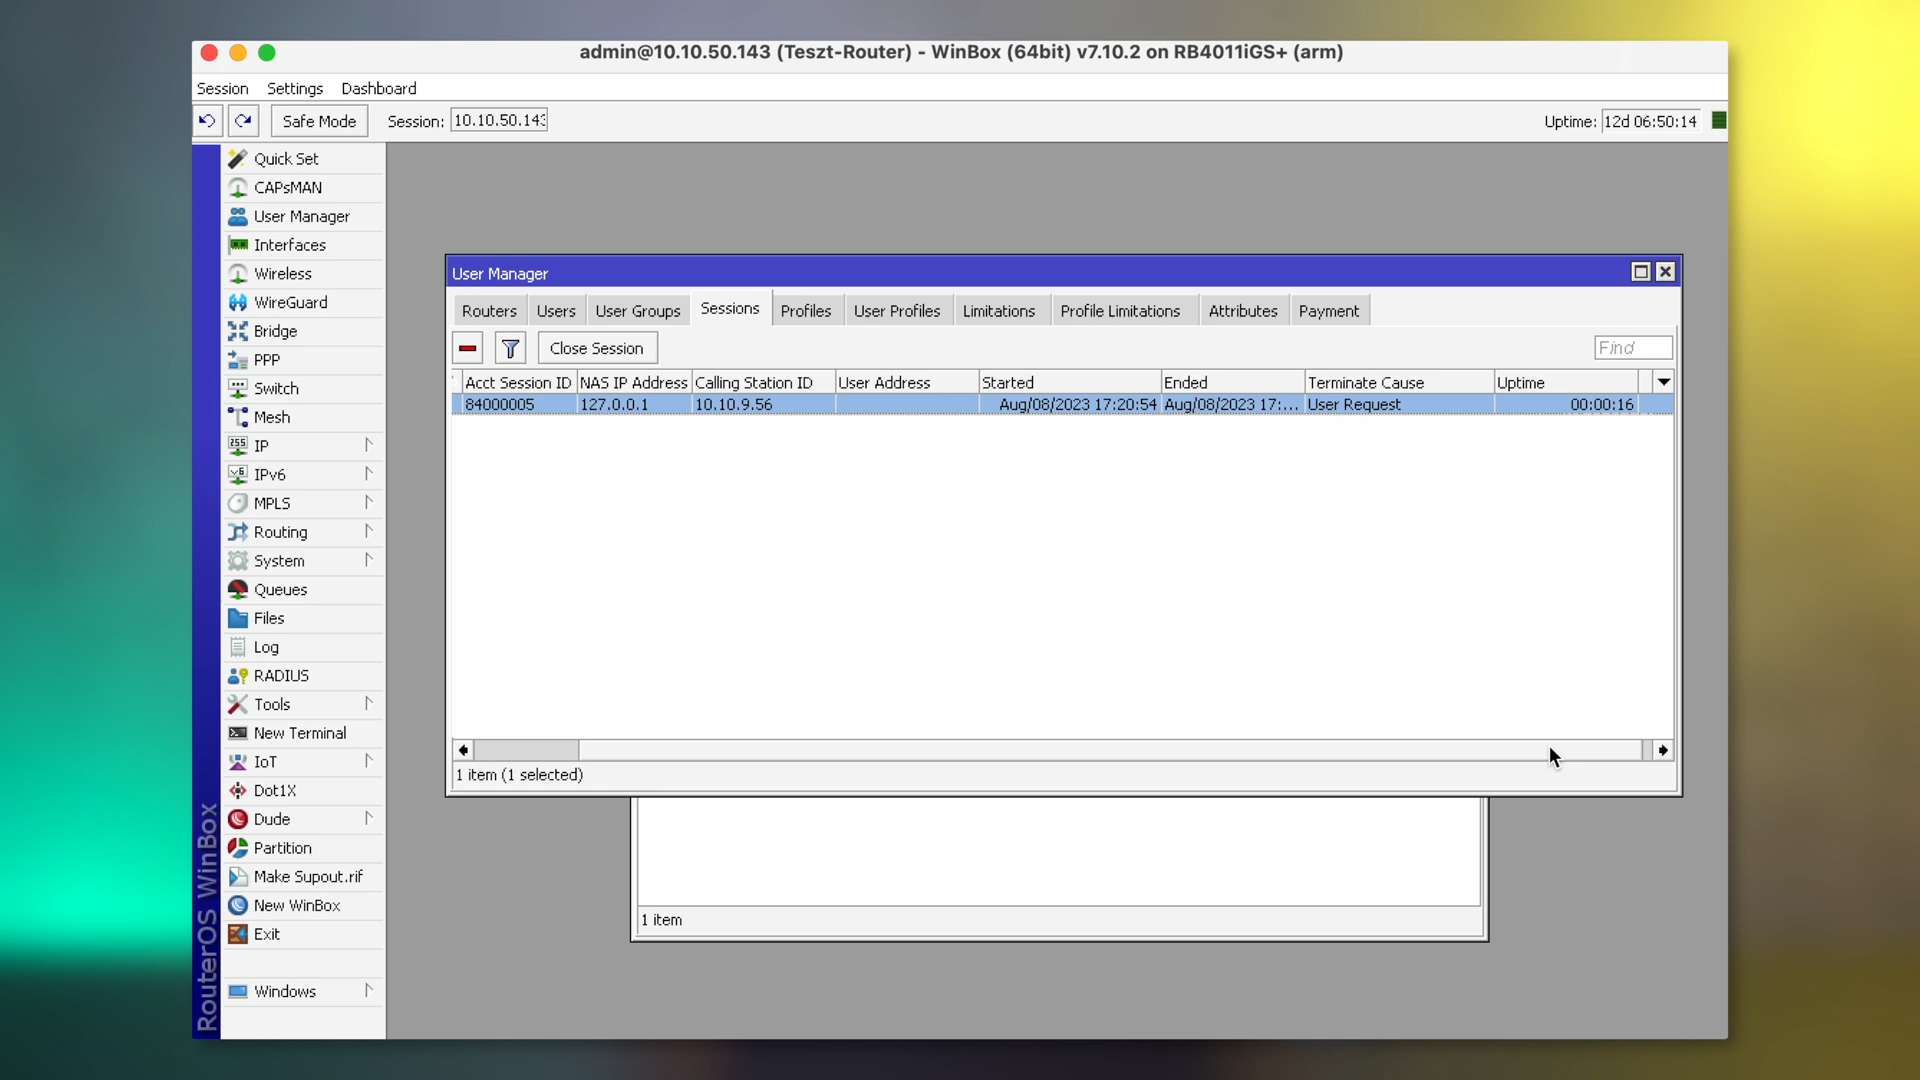 admin@10.10.50.143 (Teszt-Router) - WinBox (64bit) v7.10.2 on RB4011iGS+ (arm)
Session Settings Dashboard
Safe Mode Session: 10.10.50.143 Uptime: 12d 06:50:14
Quick Set
CAPsMAN
User Manager
Interfaces
Wireless
WireGuard
Bridge
PPP
Switch
Mesh
IP
IPv6
MPLS
Routing
System
Queues
Files
Log
RADIUS
Tools
New Terminal
IoT
Dot1X
Dude
Partition
Make Supout.rif
New WinBox
Exit
Windows
RouterOS WinBox
User Manager
Routers Users User Groups Sessions Profiles User Profiles Limitations Profile Limitations Attributes Payment
Close Session Find
Acct Session ID NAS IP Address Calling Station ID User Address Started Ended Terminate Cause Uptime
84000005 127.0.0.1 10.10.9.56 Aug/08/2023 17:20:54 Aug/08/2023 17:... User Request 00:00:16
1 item (1 selected)
1 item